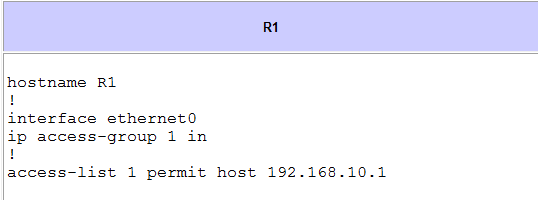 R1
hostname R1
!
interface ethernet0
ip access-group 1 in
!
access-list 1 permit host 192.168.10.1